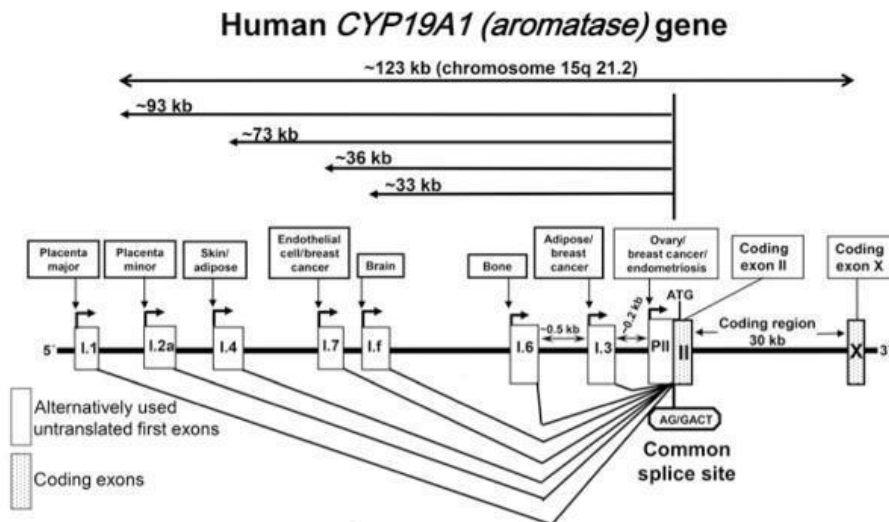 Human CYP19A1 (aromatase) gene
~123 kb (chromosome 15q 21.2)
~93 kb
~73 kb
~36 kb
~33 kb
Placenta
major
Placenta
minor
Skin/
adipose
Endothelial
cell/breast
cancer
Brain
Bone
Adipose/
breast
cancer
Ovary/
breast cancer/
endometriosis
Coding
exon II
Coding
exon X
ATG
~0.5 kb
~0.2 kb
Coding region
30 kb
5´
I.1
I.2a
I.4
I.7
I.f
I.6
I.3
PII
II
X
3´
Alternatively used
untranslated first exons
Coding exons
AG/GACT
Common
splice site